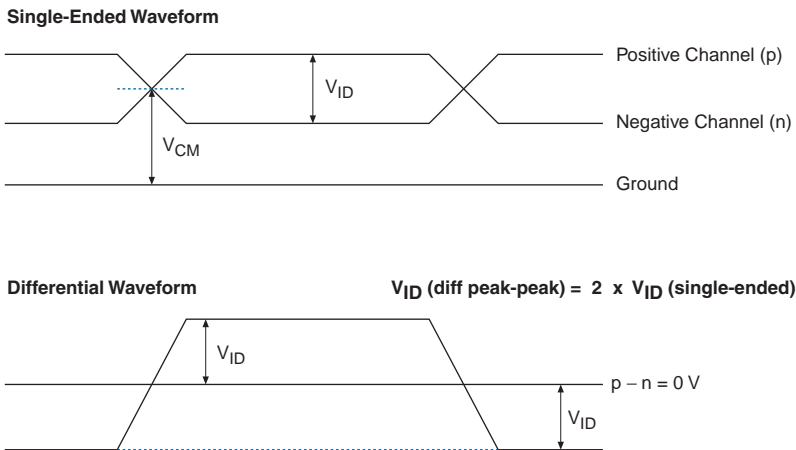 Single-Ended Waveform
Positive Channel (p)
VID
Negative Channel (n)
VCM
Ground
Differential Waveform
VID (diff peak-peak) = 2 x VID (single-ended)
VID
p − n = 0 V
VID